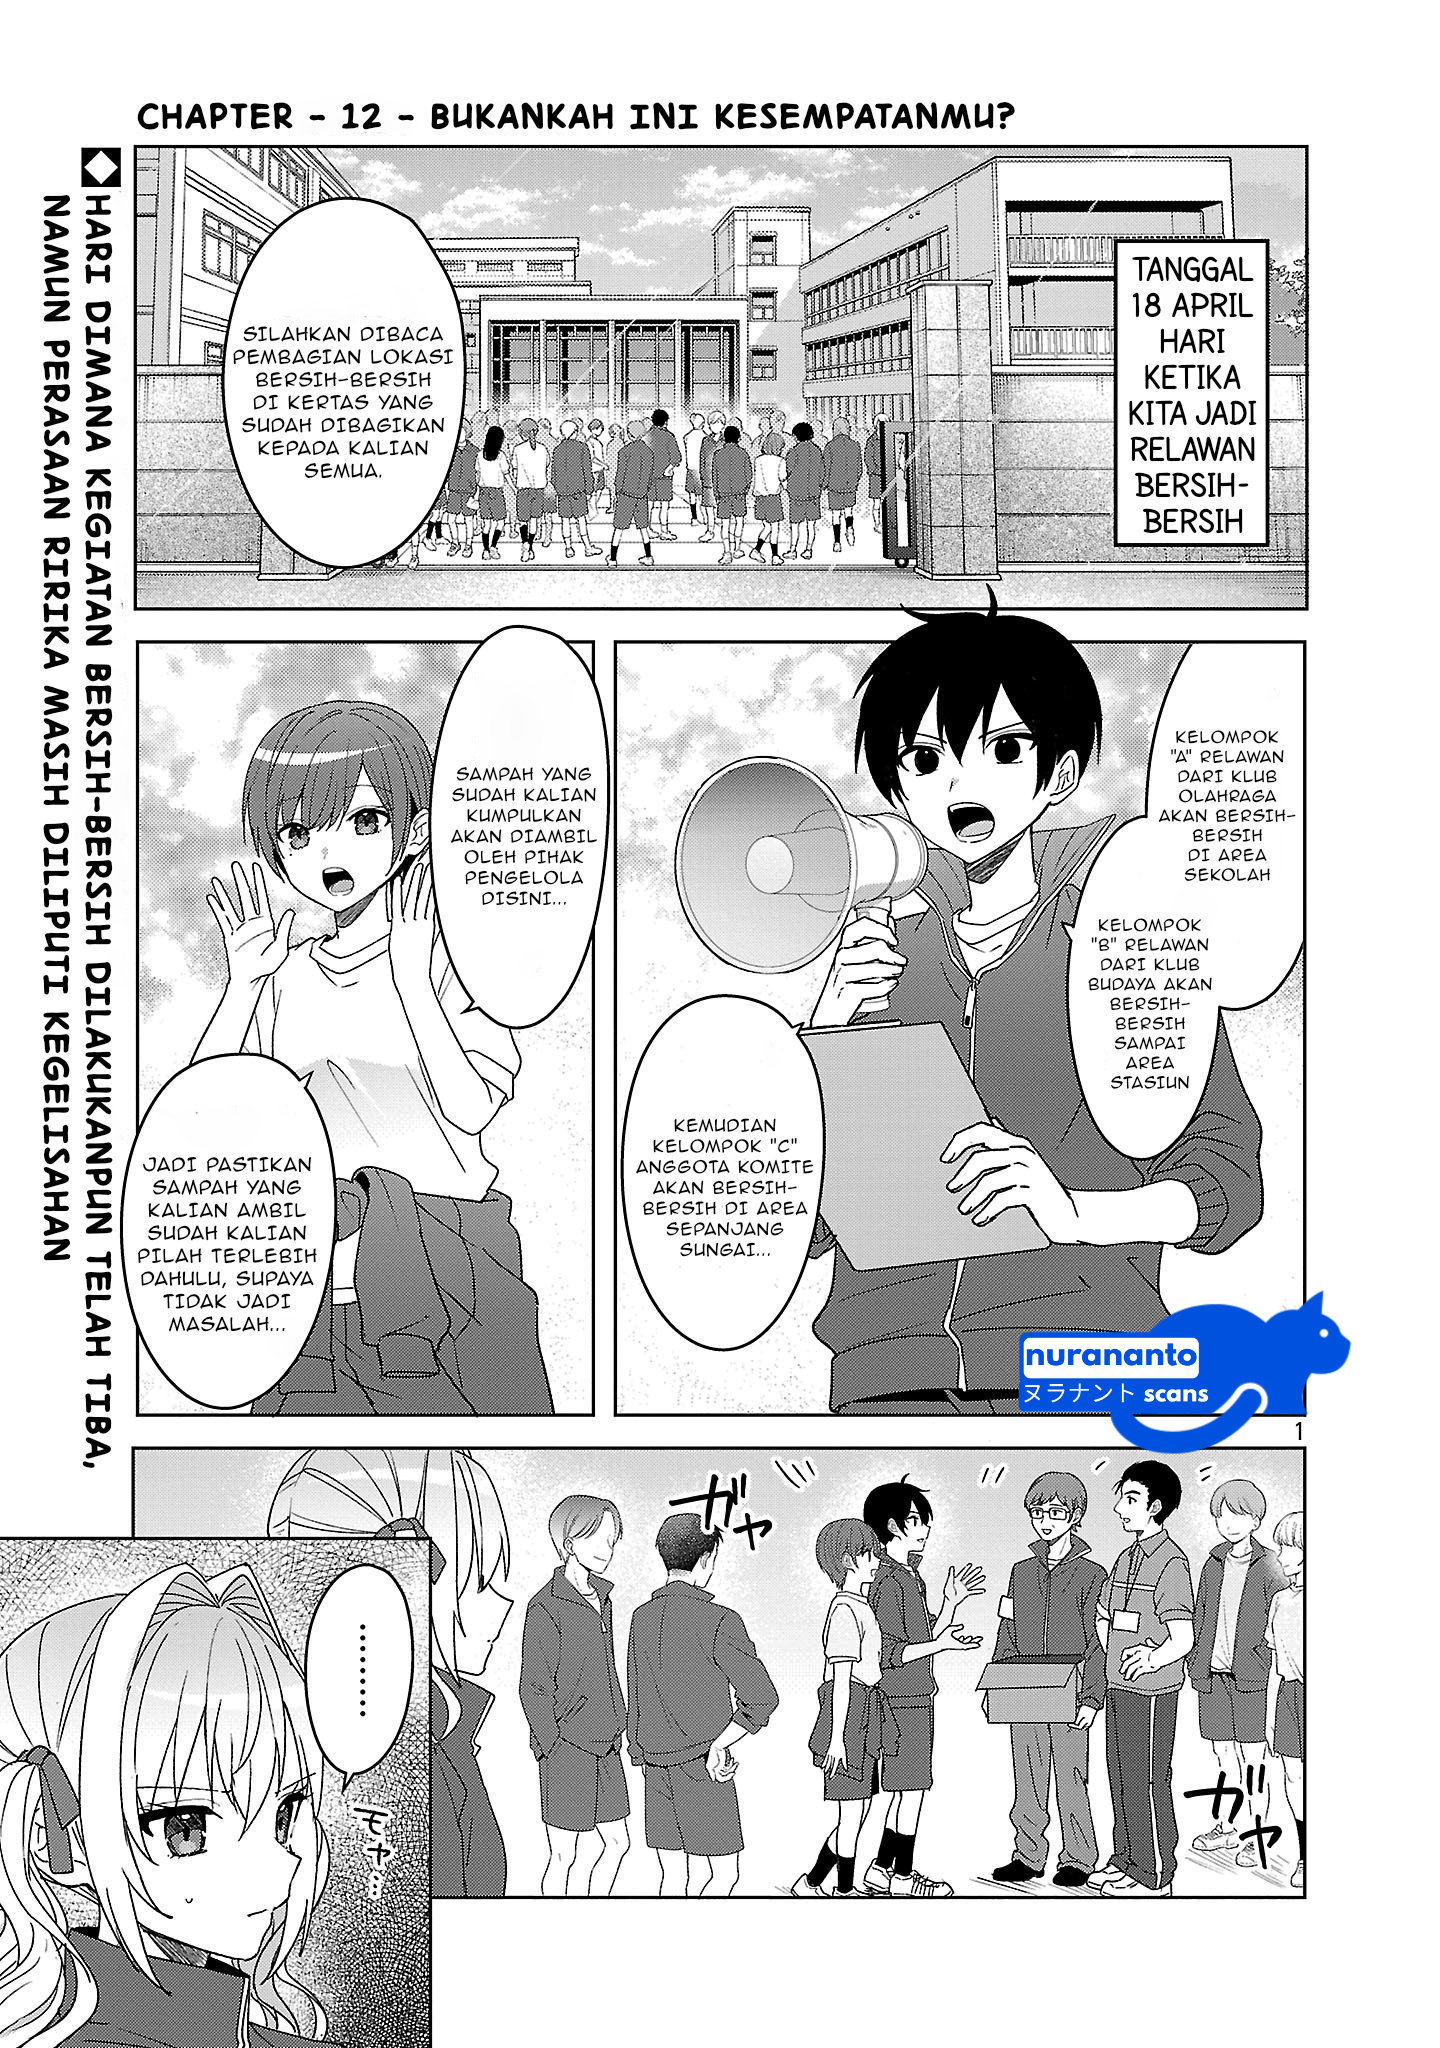 CHAPTER - 12 - BUKANKAH INI KESEMPATANMU?
◆HARI DIMANA KEGIATAN BERSIH-BERSIH DILAKUKANPUN TELAH TIBA,
NAMUN PERASAAN RIRIKA MASIH DILIPUTI KEGELISAHAN
TANGGAL
18 APRIL
HARI
KETIKA
KITA JADI
RELAWAN
BERSIH-
BERSIH
SILAHKAN DIBACA
PEMBAGIAN LOKASI
BERSIH-BERSIH
DI KERTAS YANG
SUDAH DIBAGIKAN
KEPADA KALIAN
SEMUA.
KELOMPOK
"A" RELAWAN
DARI KLUB
OLAHRAGA
AKAN BERSIH-
BERSIH
DI AREA
SEKOLAH
KELOMPOK
"B" RELAWAN
DARI KLUB
BUDAYA AKAN
BERSIH-
BERSIH
SAMPAI
AREA
STASIUN
KEMUDIAN
KELOMPOK "C"
ANGGOTA KOMITE
AKAN BERSIH-
BERSIH DI AREA
SEPANJANG
SUNGAI...
SAMPAH YANG
SUDAH KALIAN
KUMPULKAN
AKAN DIAMBIL
OLEH PIHAK
PENGELOLA
DISINI...
JADI PASTIKAN
SAMPAH YANG
KALIAN AMBIL
SUDAH KALIAN
PILAH TERLEBIH
DAHULU, SUPAYA
TIDAK JADI
MASALAH...
nurananto
ヌラナント scans
1
ガヤ
ガヤ
.........
モヤ...